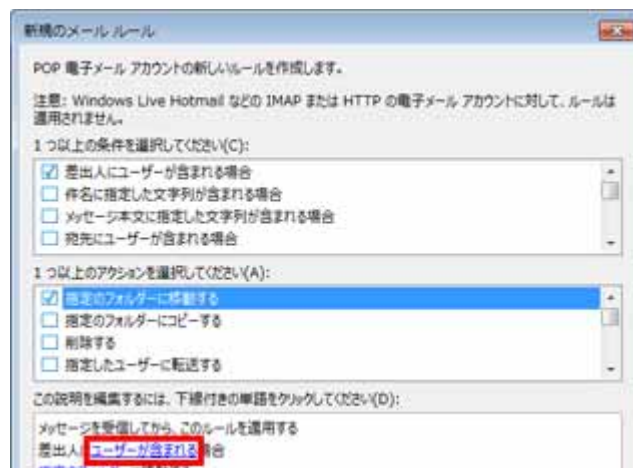 新規のメール ルール
POP 電子メール アカウントの新しいルールを作成します。
注意: Windows Live Hotmail などの IMAP または HTTP の電子メール アカウントに対して、ルールは
適用されません。
1 つ以上の条件を選択してください(C):
差出人にユーザーが含まれる場合
件名に指定した文字列が含まれる場合
メッセージ本文に指定した文字列が含まれる場合
宛先にユーザーが含まれる場合
1 つ以上のアクションを選択してください(A):
指定のフォルダーに移動する
指定のフォルダーにコピーする
削除する
指定したユーザーに転送する
この説明を編集するには、下線付きの単語をクリックしてください(D):
メッセージを受信してから、このルールを適用する
差出人にユーザーが含まれる場合